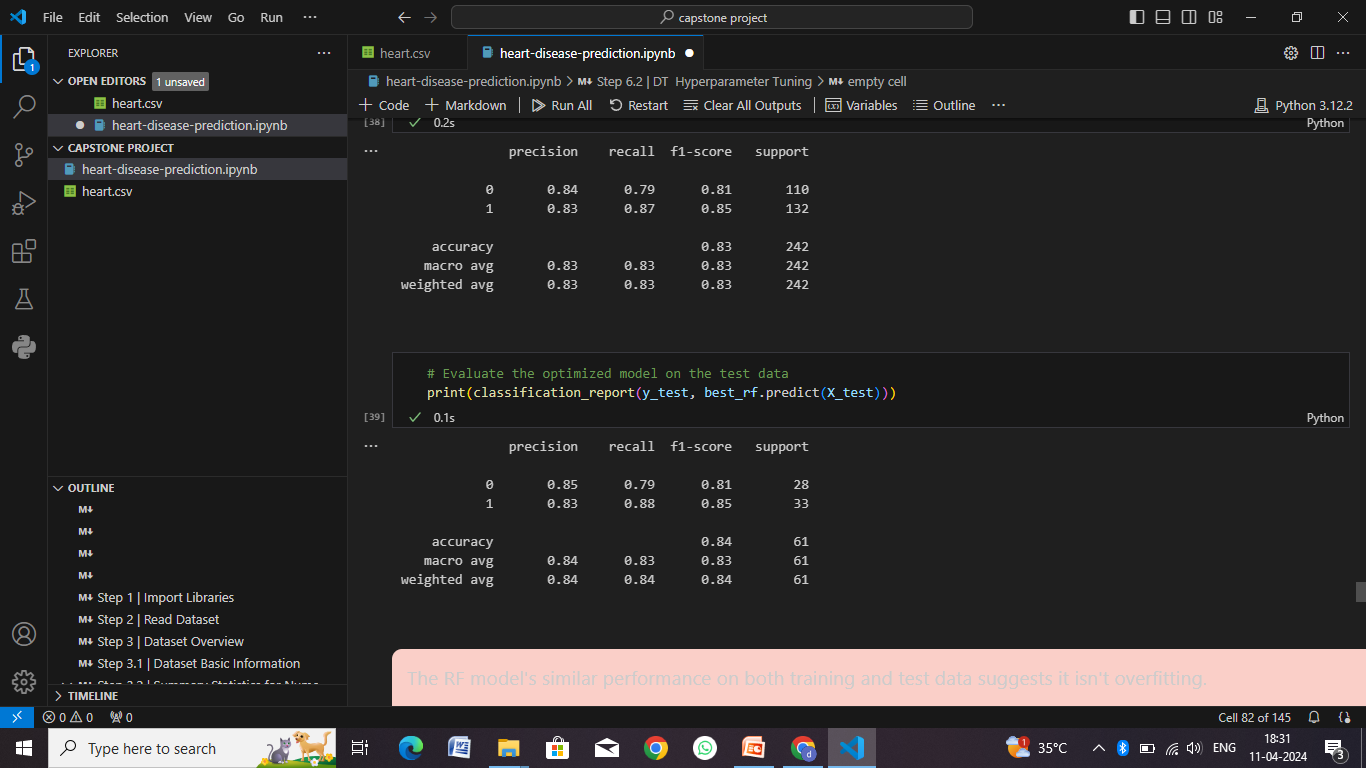 File Edit Selection View Go Run ··· capstone project
EXPLORER ···
OPEN EDITORS 1 unsaved
heart.csv
heart-disease-prediction.ipynb
CAPSTONE PROJECT
heart-disease-prediction.ipynb
heart.csv
OUTLINE
M↓
M↓
M↓
M↓
M↓ Step 1 | Import Libraries
M↓ Step 2 | Read Dataset
M↓ Step 3 | Dataset Overview
M↓ Step 3.1 | Dataset Basic Information
TIMELINE
heart.csv heart-disease-prediction.ipynb ●
heart-disease-prediction.ipynb > M↓ Step 6.2 | DT Hyperparameter Tuning > M↓ empty cell
+ Code + Markdown Run All Restart Clear All Outputs Variables Outline ··· Python 3.12.2
[38] 0.2s Python
··· precision recall f1-score support
0 0.84 0.79 0.81 110
1 0.83 0.87 0.85 132
accuracy 0.83 242
macro avg 0.83 0.83 0.83 242
weighted avg 0.83 0.83 0.83 242
# Evaluate the optimized model on the test data
print(classification_report(y_test, best_rf.predict(X_test)))
[39] 0.1s Python
··· precision recall f1-score support
0 0.85 0.79 0.81 28
1 0.83 0.88 0.85 33
accuracy 0.84 61
macro avg 0.84 0.83 0.83 61
weighted avg 0.84 0.84 0.84 61
The RF model's similar performance on both training and test data suggests it isn't overfitting.
0 0 0 Cell 82 of 145
Type here to search 1 35°C ENG 18:31
11-04-2024 3